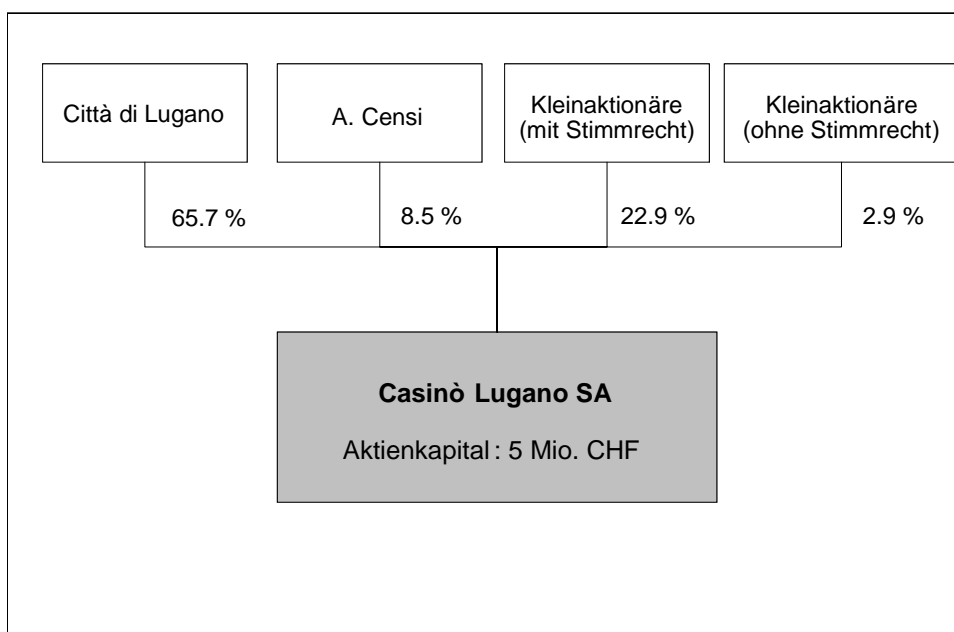 Città di Lugano
A. Censi
Kleinaktionäre
(mit Stimmrecht)
Kleinaktionäre
(ohne Stimmrecht)
65.7 %
8.5 %
22.9 %
2.9 %
Casinò Lugano SA
Aktienkapital : 5 Mio. CHF